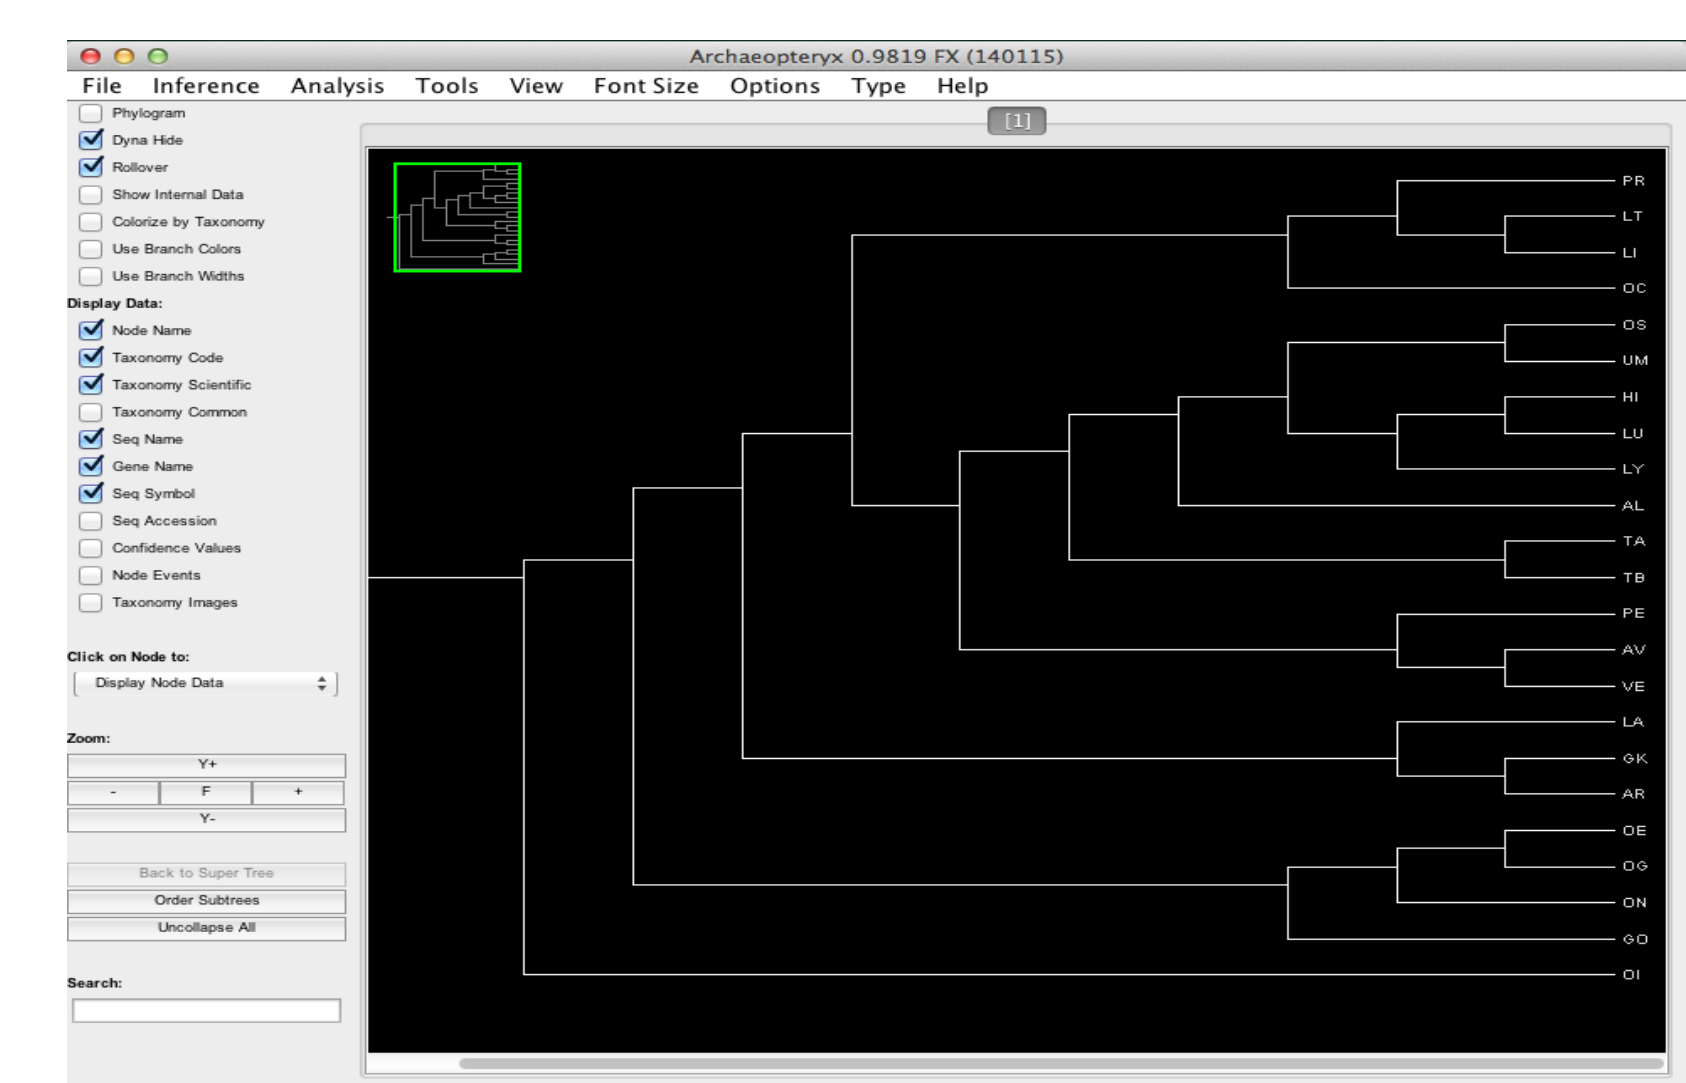 Archaeopteryx 0.9819 FX (140115)
File Inference Analysis Tools View Font Size Options Type Help
[1]
Phylogram
Dyna Hide
Rollover
Show Internal Data
Colorize by Taxonomy
Use Branch Colors
Use Branch Widths
Display Data:
Node Name
Taxonomy Code
Taxonomy Scientific
Taxonomy Common
Seq Name
Gene Name
Seq Symbol
Seq Accession
Confidence Values
Node Events
Taxonomy Images
Click on Node to:
Display Node Data
Zoom:
Y+
- F +
Y-
Back to Super Tree
Order Subtrees
Uncollapse All
Search:
PR
LT
LI
OC
OS
UM
HI
LU
LY
AL
TA
TB
PE
AV
VE
LA
GK
AR
OE
OG
ON
GO
OI